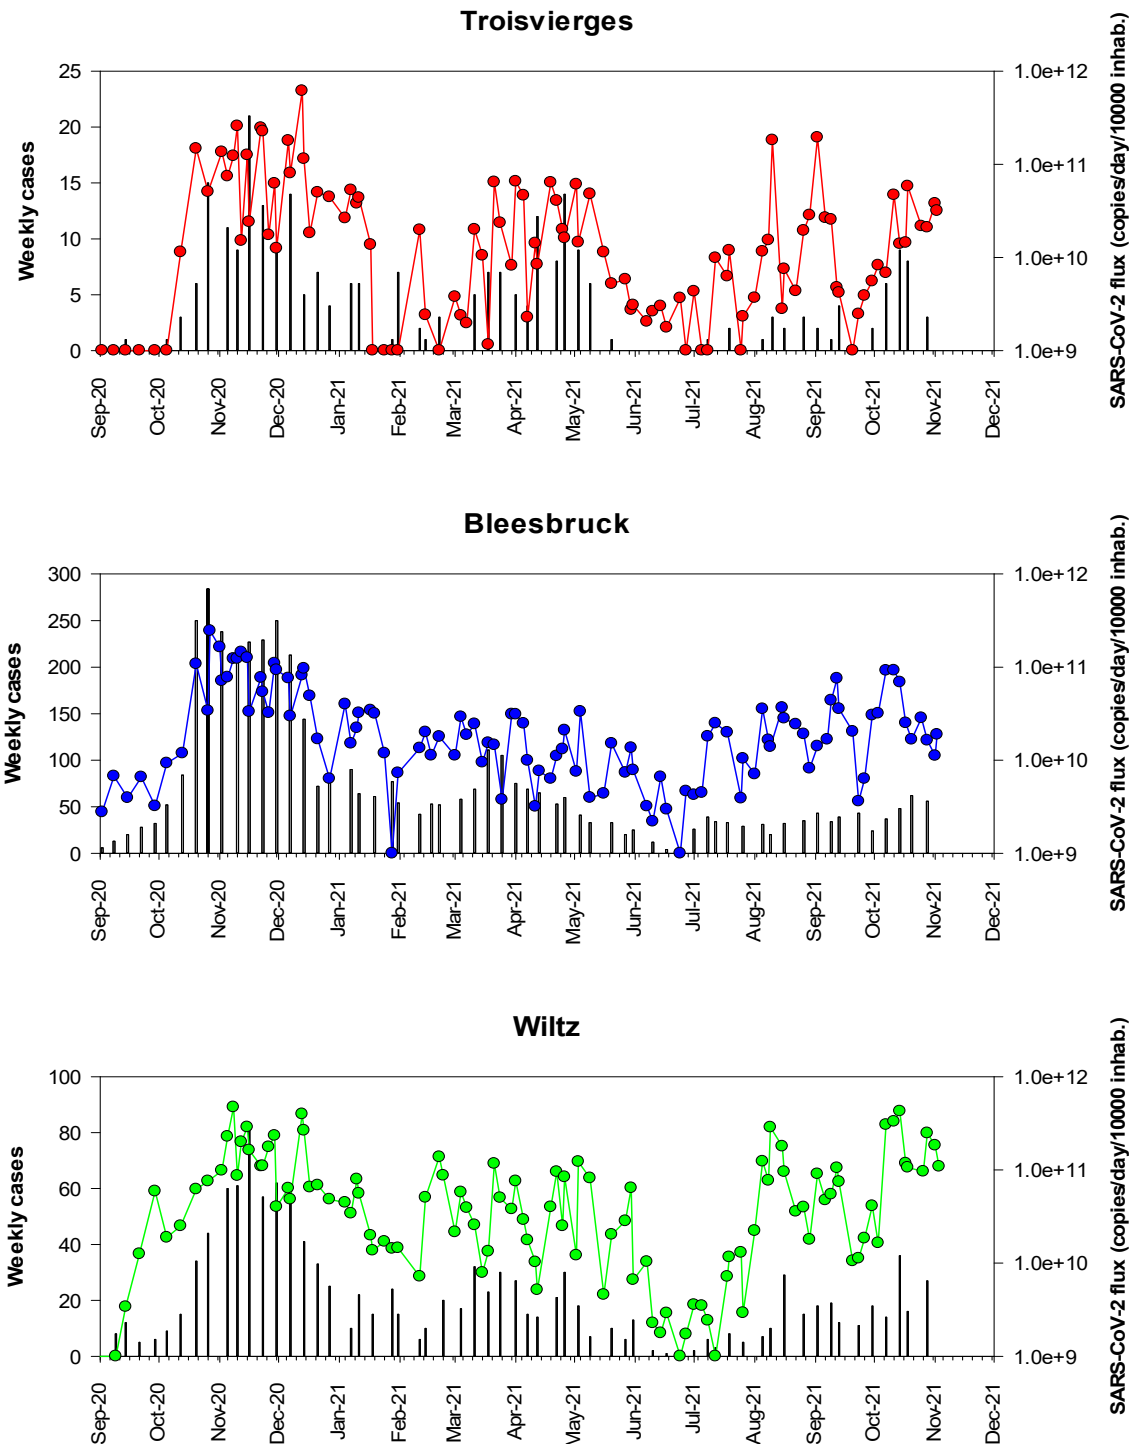 Troisvierges
Weekly cases
SARS-CoV-2 flux (copies/day/10000 inhab.)
25
20
15
10
5
0
1.0e+12
1.0e+11
1.0e+10
1.0e+9
Sep-20
Oct-20
Nov-20
Dec-20
Jan-21
Feb-21
Mar-21
Apr-21
May-21
Jun-21
Jul-21
Aug-21
Sep-21
Oct-21
Nov-21
Dec-21
Bleesbruck
Weekly cases
SARS-CoV-2 flux (copies/day/10000 inhab.)
300
250
200
150
100
50
0
1.0e+12
1.0e+11
1.0e+10
1.0e+9
Sep-20
Oct-20
Nov-20
Dec-20
Jan-21
Feb-21
Mar-21
Apr-21
May-21
Jun-21
Jul-21
Aug-21
Sep-21
Oct-21
Nov-21
Dec-21
Wiltz
Weekly cases
SARS-CoV-2 flux (copies/day/10000 inhab.)
100
80
60
40
20
0
1.0e+12
1.0e+11
1.0e+10
1.0e+9
Sep-20
Oct-20
Nov-20
Dec-20
Jan-21
Feb-21
Mar-21
Apr-21
May-21
Jun-21
Jul-21
Aug-21
Sep-21
Oct-21
Nov-21
Dec-21